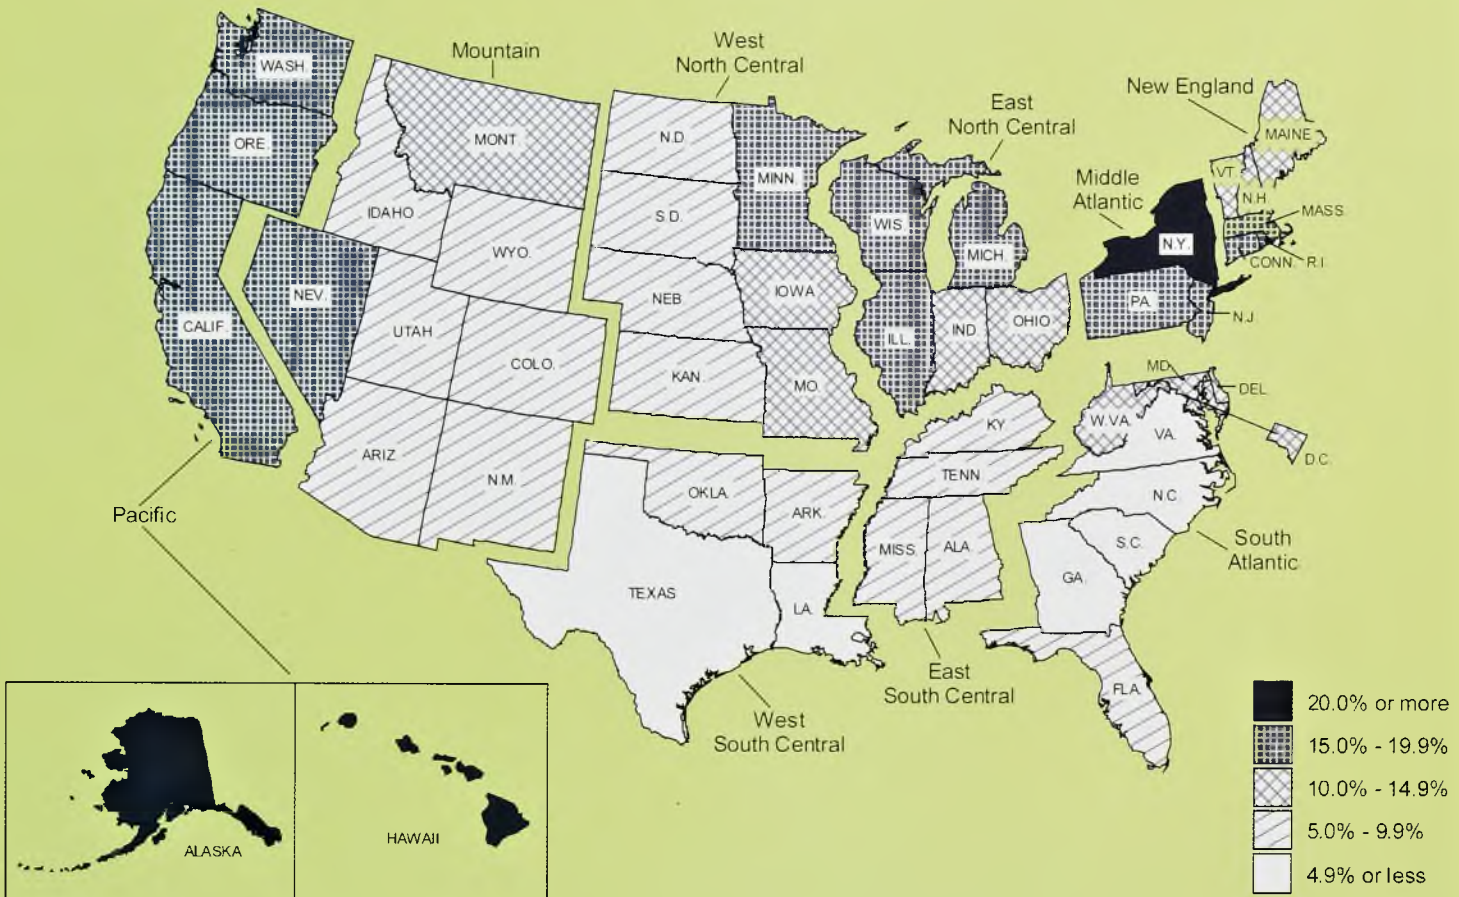 Mountain
West
North Central
East
North Central
New England
Middle
Atlantic
WASH.
ORE.
CALIF.
NEV.
IDAHO
MONT.
WYO.
UTAH
COLO.
ARIZ
N.M.
N.D.
S.D.
NEB.
KAN.
MINN.
IOWA
MO.
WIS.
MICH.
ILL.
IND.
OHIO
N.Y.
PA.
N.J.
MAINE
VT.
N.H.
MASS.
CONN.
R.I.
MD.
DEL.
W.VA.
VA.
D.C.
N.C.
S.C.
GA.
FLA.
KY.
TENN.
MISS.
ALA.
OKLA.
ARK.
TEXAS
LA.
Pacific
South
Atlantic
East
South Central
West
South Central
ALASKA
HAWAII
20.0% or more
15.0% - 19.9%
10.0% - 14.9%
5.0% - 9.9%
4.9% or less